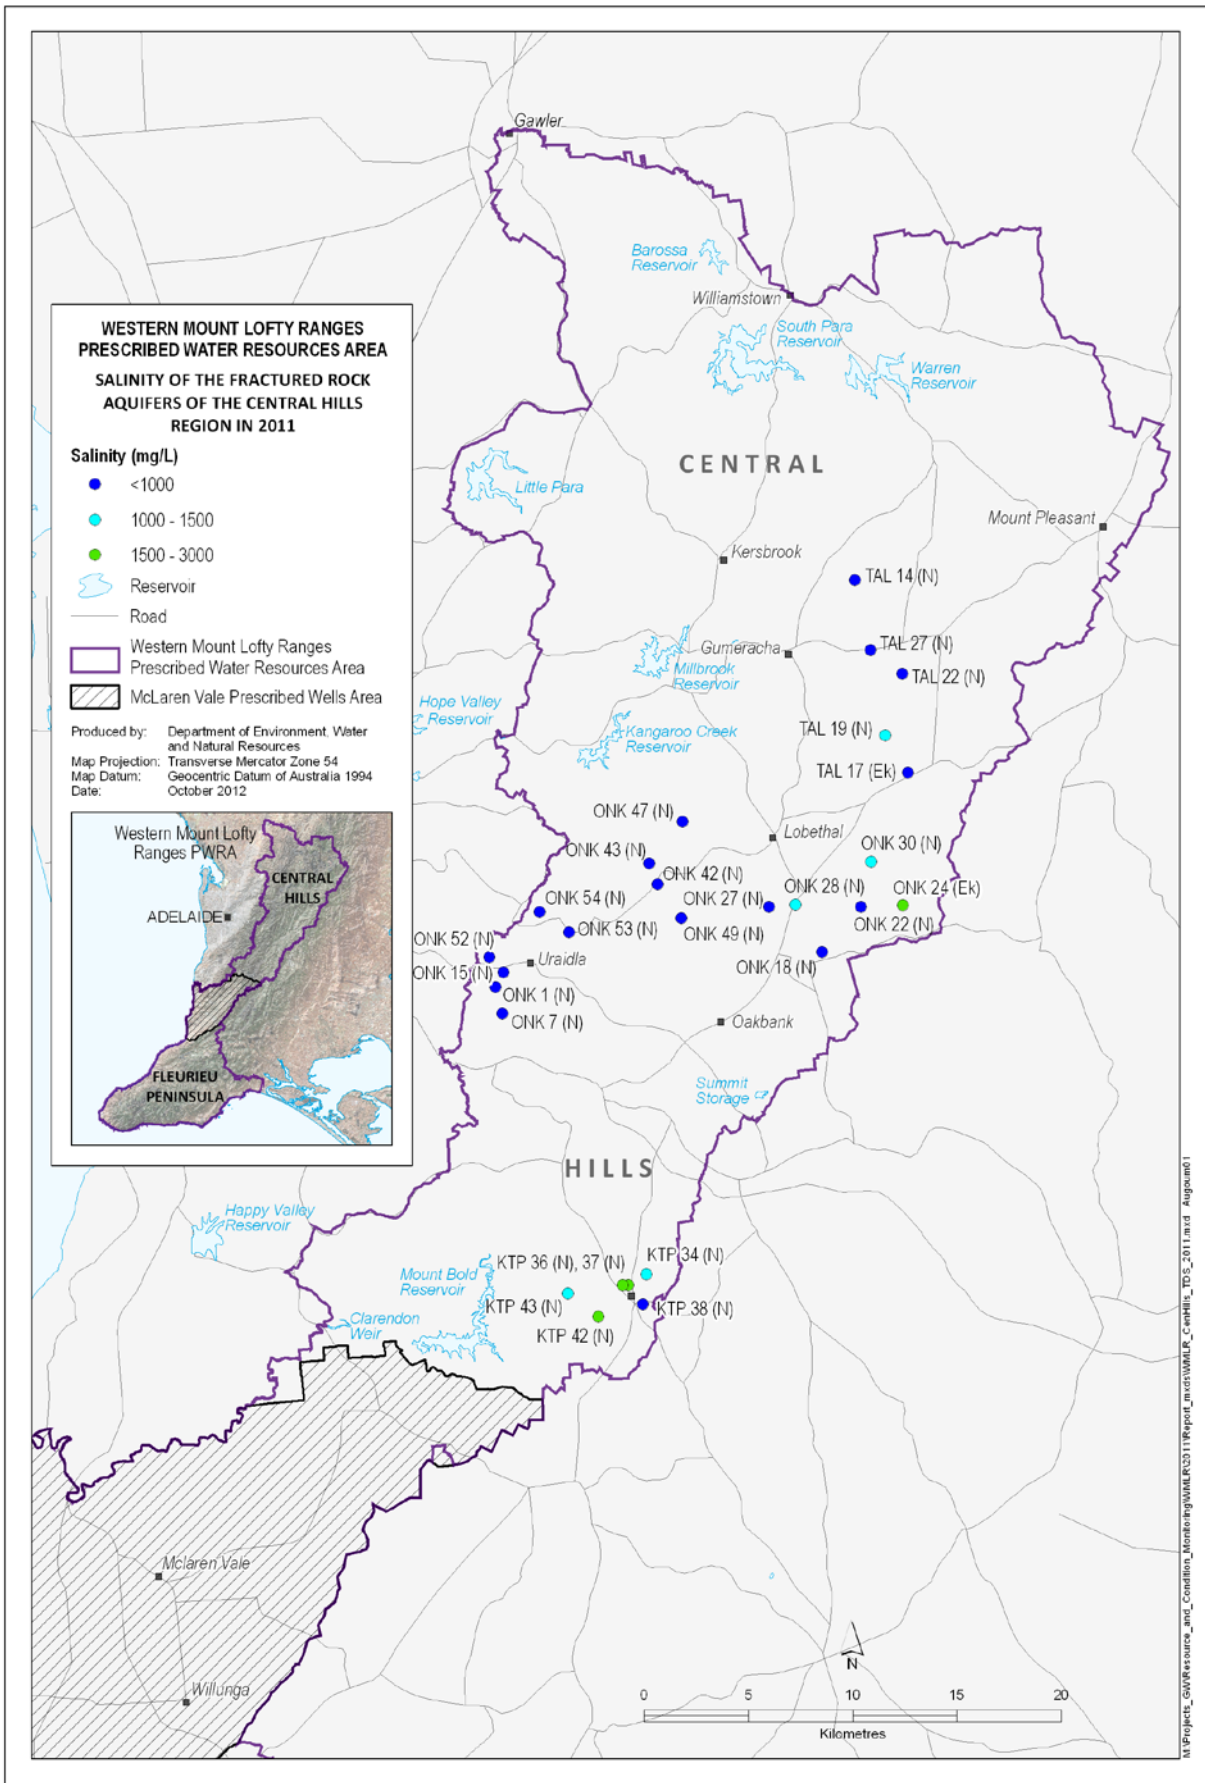 Gawler
Barossa
Reservoir
Williamstown
South Para
Reservoir
Warren
Reservoir
WESTERN MOUNT LOFTY RANGES
PRESCRIBED WATER RESOURCES AREA
SALINITY OF THE FRACTURED ROCK
AQUIFERS OF THE CENTRAL HILLS
REGION IN 2011
Salinity (mg/L)
<1000
1000 - 1500
1500 - 3000
Reservoir
Road
Western Mount Lofty Ranges
Prescribed Water Resources Area
McLaren Vale Prescribed Wells Area
Produced by: Department of Environment, Water
and Natural Resources
Map Projection: Transverse Mercator Zone 54
Map Datum: Geocentric Datum of Australia 1994
Date: October 2012
Western Mount Lofty
Ranges PWRA
CENTRAL
HILLS
ADELAIDE
FLEURIEU
PENINSULA
CENTRAL
Little Para
Mount Pleasant
Kersbrook
TAL 14 (N)
Gumeracha
TAL 27 (N)
Millbrook
Reservoir
TAL 22 (N)
Hope Valley
Reservoir
Kangaroo Creek
Reservoir
TAL 19 (N)
TAL 17 (Ek)
ONK 47 (N)
Lobethal
ONK 43 (N)
ONK 30 (N)
ONK 42 (N)
ONK 28 (N)
ONK 24 (Ek)
ONK 54 (N)
ONK 27 (N)
ONK 22 (N)
ONK 53 (N)
ONK 49 (N)
ONK 52 (N)
Uraidla
ONK 18 (N)
ONK 15 (N)
ONK 1 (N)
ONK 7 (N)
Oakbank
Summit
Storage
HILLS
Happy Valley
Reservoir
KTP 36 (N), 37 (N)
KTP 34 (N)
Mount Bold
Reservoir
KTP 43 (N)
KTP 38 (N)
Clarendon
Weir
KTP 42 (N)
Mclaren Vale
Willunga
N
0 5 10 15 20
Kilometres
M:\Projects_GW\Resource_and_Condition_Monitoring\WMLR\2011\Report_mxds\WMLR_CenHills_TDS_2011.mxd Augoum01